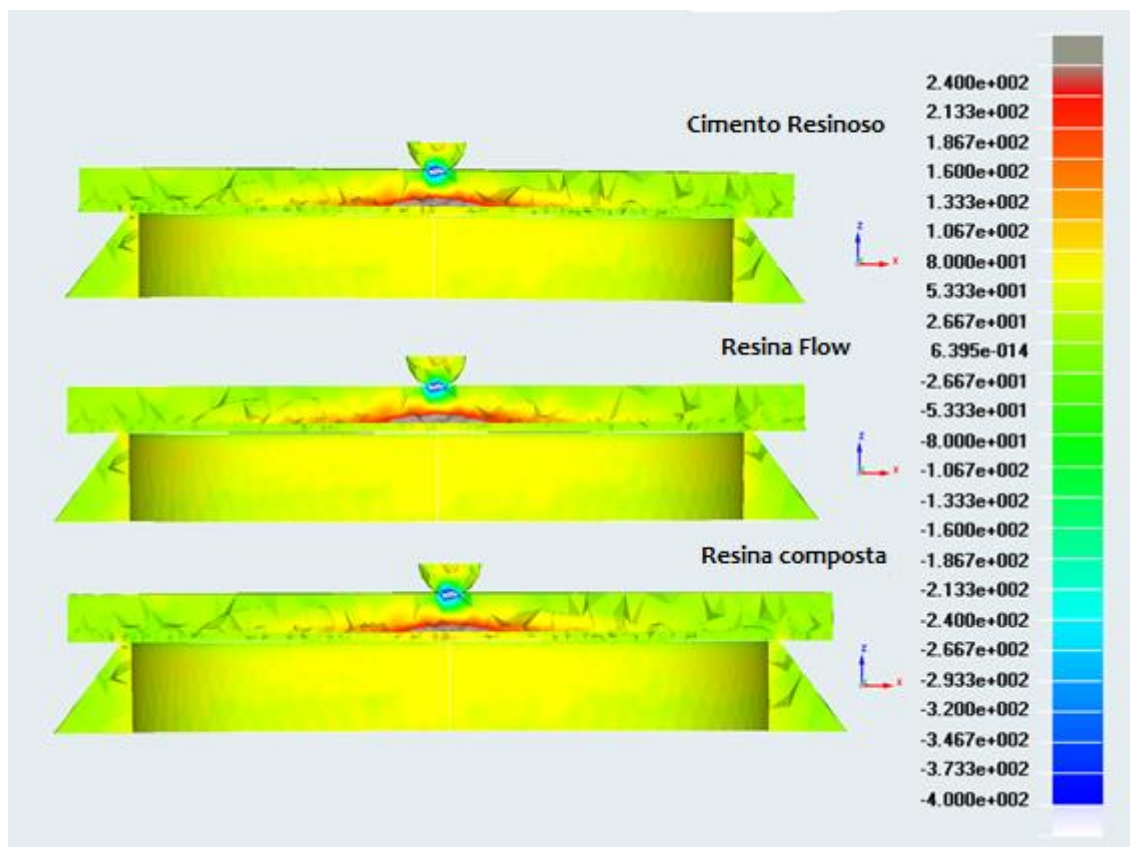 Cimento Resinoso
z
x
Resina Flow
z
x
Resina composta
z
x
2.400e+002
2.133e+002
1.867e+002
1.600e+002
1.333e+002
1.067e+002
8.000e+001
5.333e+001
2.667e+001
6.395e-014
-2.667e+001
-5.333e+001
-8.000e+001
-1.067e+002
-1.333e+002
-1.600e+002
-1.867e+002
-2.133e+002
-2.400e+002
-2.667e+002
-2.933e+002
-3.200e+002
-3.467e+002
-3.733e+002
-4.000e+002